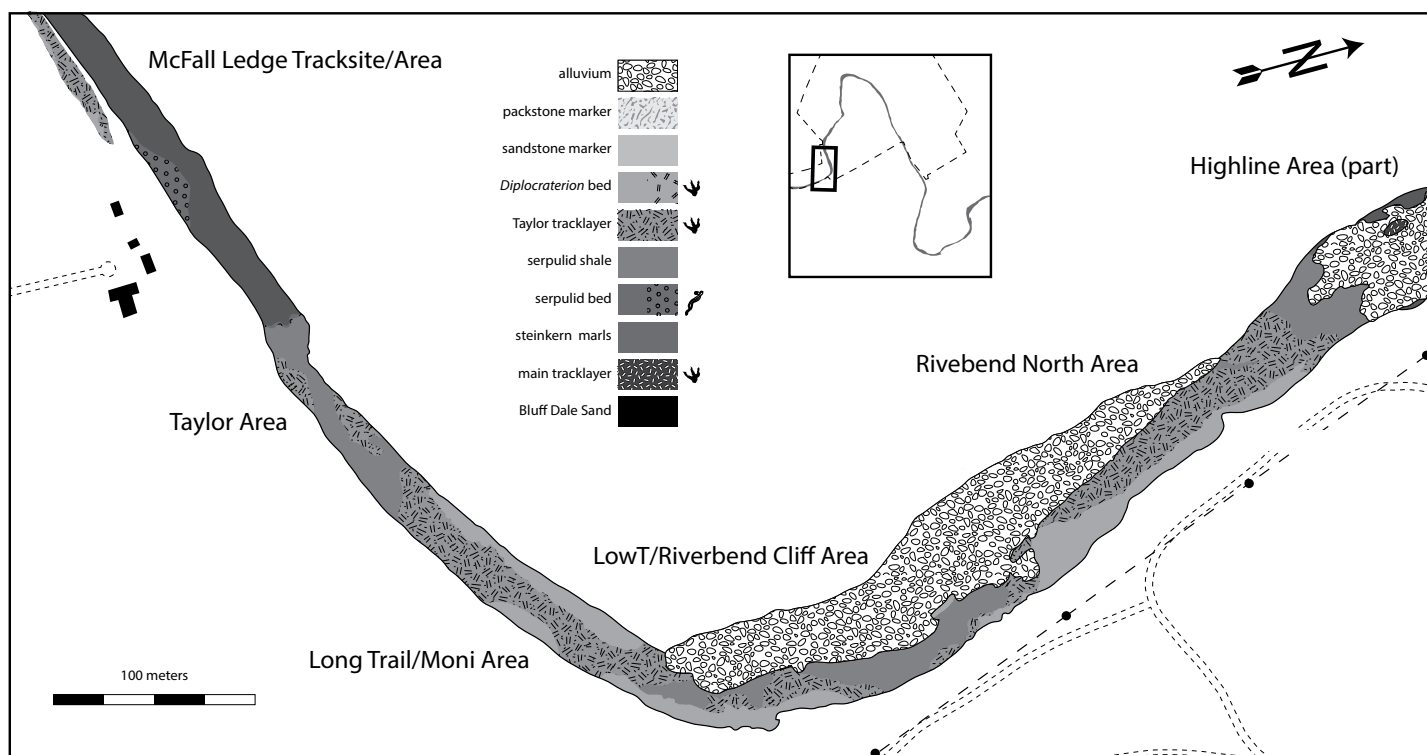 McFall Ledge Tracksite/Area
alluvium
packstone marker
sandstone marker
Diplocraterion bed
Taylor tracklayer
serpulid shale
serpulid bed
steinkern marls
main tracklayer
Bluff Dale Sand
N
Highline Area (part)
Rivebend North Area
Taylor Area
LowT/Riverbend Cliff Area
Long Trail/Moni Area
100 meters